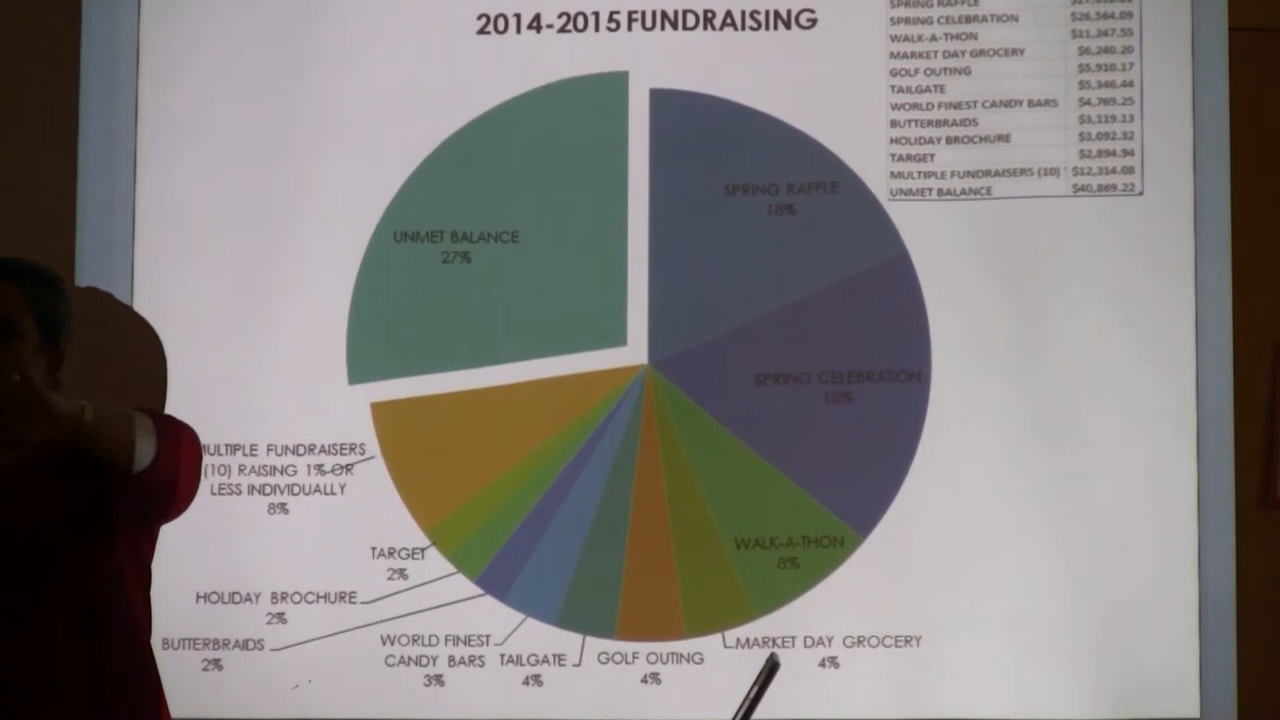 2014-2015 FUNDRAISING
SPRING RAFFLE
SPRING CELEBRATION $26,564.09
WALK-A-THON $11,247.55
MARKET DAY GROCERY $6,240.20
GOLF OUTING $5,910.17
TAILGATE $5,346.44
WORLD FINEST CANDY BARS $4,769.25
BUTTERBRAIDS $3,119.13
HOLIDAY BROCHURE $3,092.32
TARGET $2,894.94
MULTIPLE FUNDRAISERS (10) $12,314.08
UNMET BALANCE $40,869.22
SPRING RAFFLE
18%
UNMET BALANCE
27%
SPRING CELEBRATION
18%
MULTIPLE FUNDRAISERS
(10) RAISING 1% OR
LESS INDIVIDUALLY
8%
WALK-A-THON
8%
TARGET
2%
HOLIDAY BROCHURE
2%
BUTTERBRAIDS
2%
WORLD FINEST
CANDY BARS
3%
TAILGATE
4%
GOLF OUTING
4%
MARKET DAY GROCERY
4%